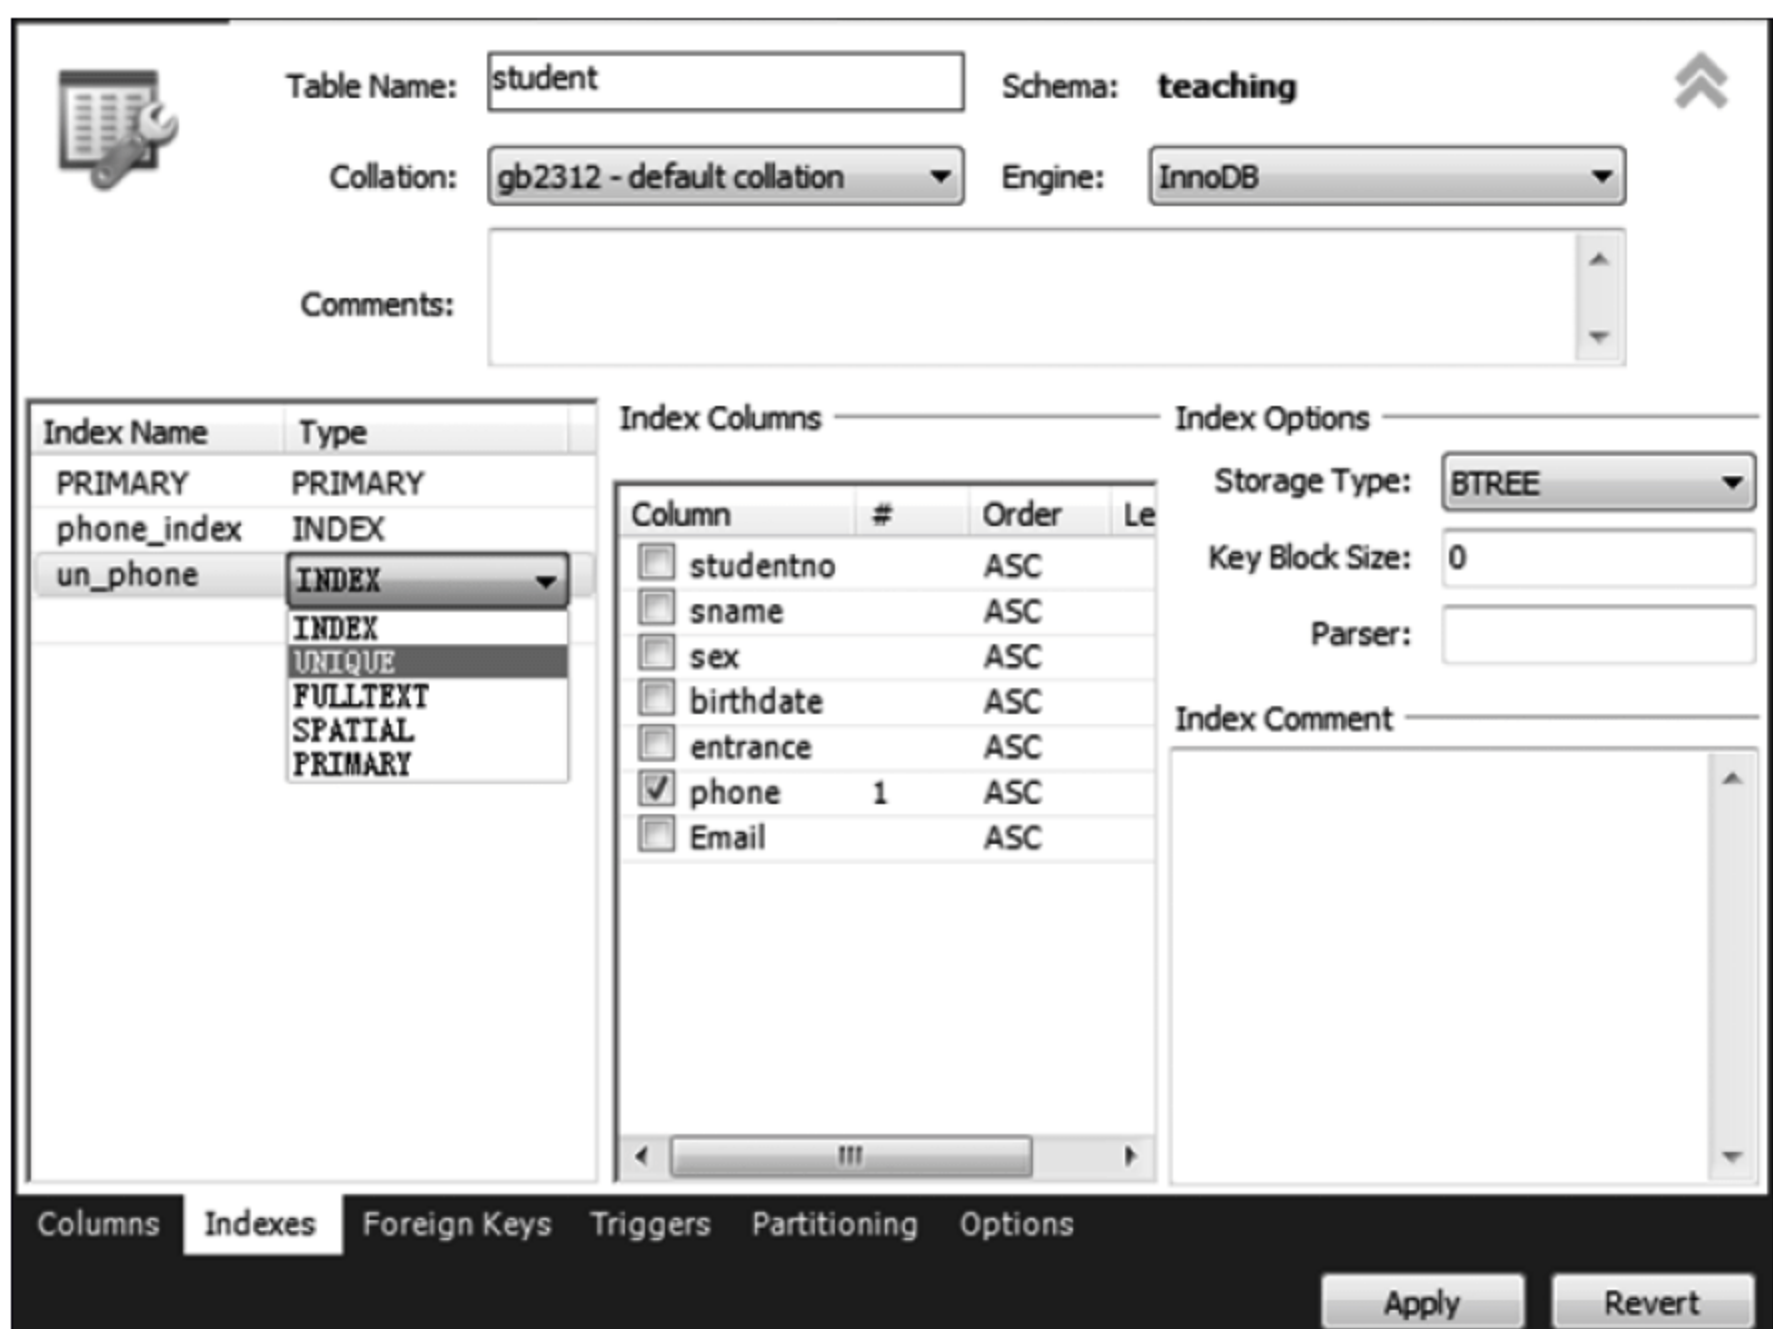 Table Name: student Schema: teaching
Collation: gb2312 - default collation Engine: InnoDB
Comments:
Index Name Type
PRIMARY PRIMARY
phone_index INDEX
un_phone INDEX
INDEX
UNIQUE
FULLTEXT
SPATIAL
PRIMARY
Index Columns
Column # Order Le
studentno ASC
sname ASC
sex ASC
birthdate ASC
entrance ASC
phone 1 ASC
Email ASC
Index Options
Storage Type: BTREE
Key Block Size: 0
Parser:
Index Comment
Columns Indexes Foreign Keys Triggers Partitioning Options
Apply Revert